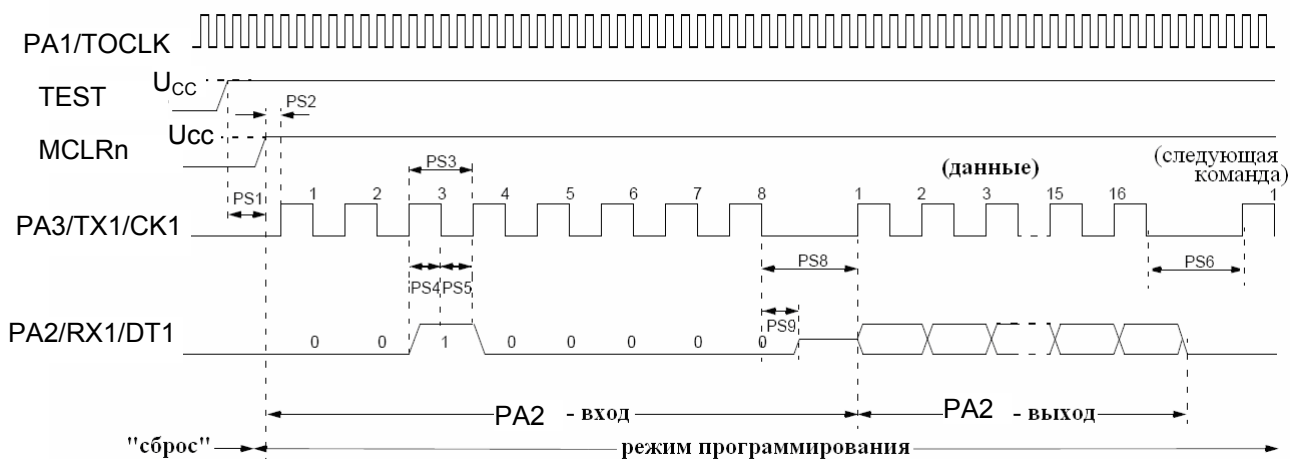 PA1/TOCLK
TEST
UCC
PS2
MCLRn
Ucc
PS3
(данные)
(следующая
команда)
PS1
1 2 3 4 5 6 7 8 1 2 3 15 16 1
PA3/TX1/CK1
PS8
PS6
PS4 PS5
PS9
PA2/RX1/DT1
0 0 1 0 0 0 0 0
PA2 - вход
PA2 - выход
"сброс"
режим программирования